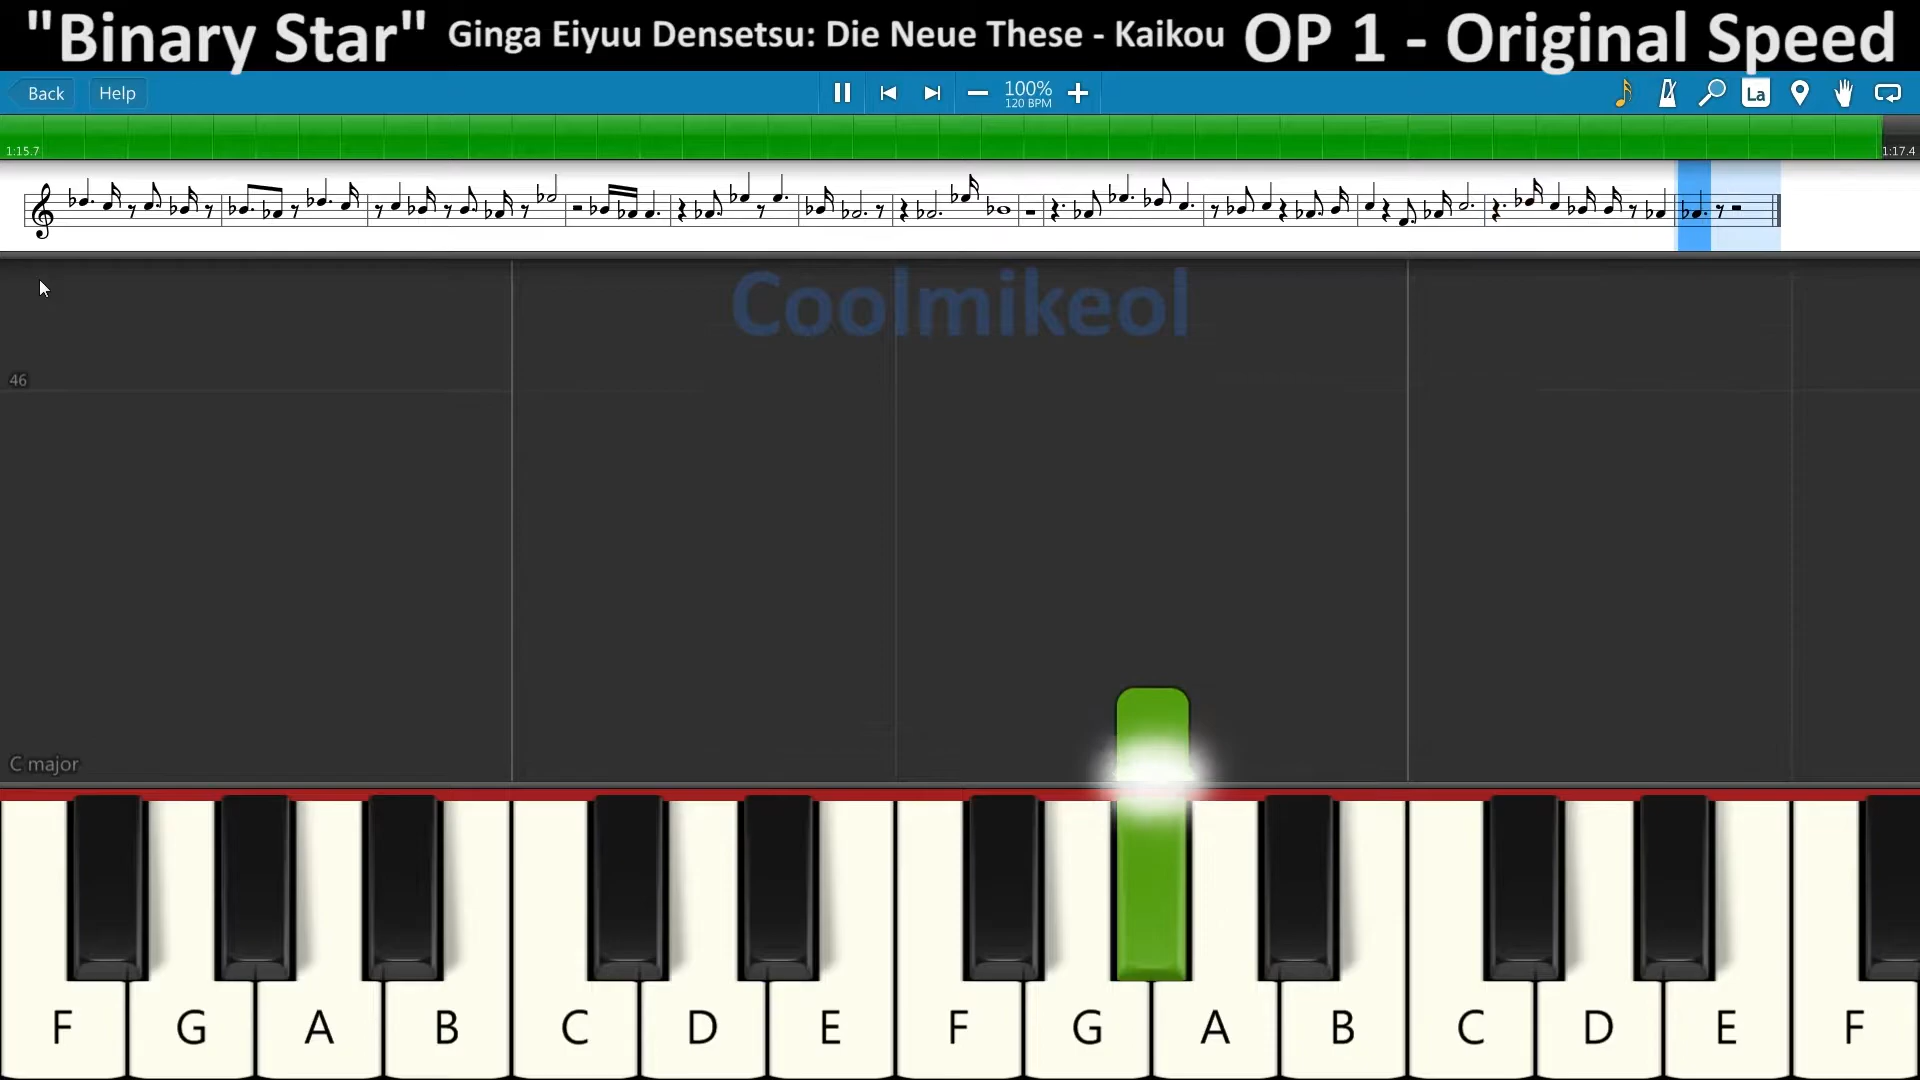 "Binary Star" Ginga Eiyuu Densetsu: Die Neue These - Kaikou OP 1 - Original Speed
Back Help 100% La
120 BPM
1:15.7 1:17.4
Coolmikeol
46
C major
F G A B C D E F G A B C D E F